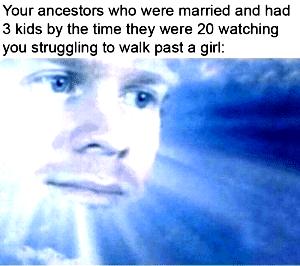 Your ancestors who were married and had
3 kids by the time they were 20 watching
you struggling to walk past a girl: